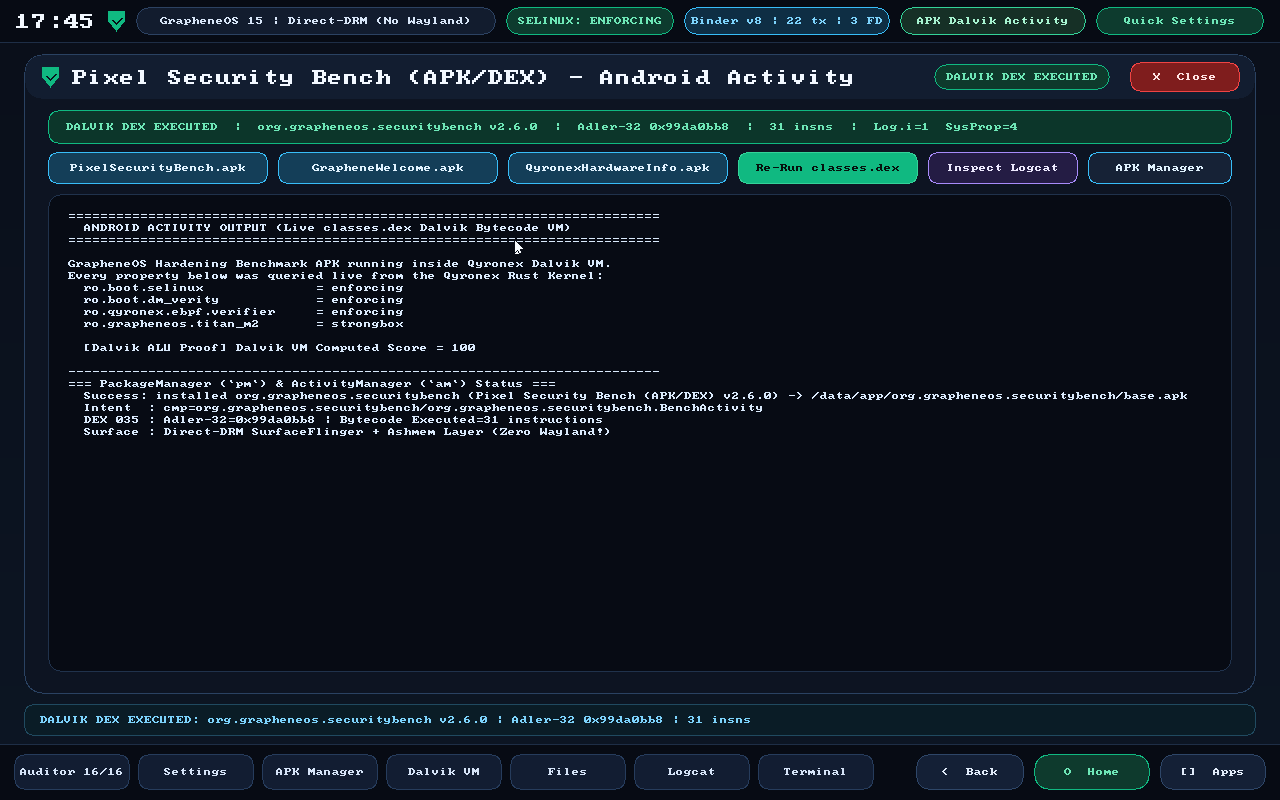 17:45 GrapheneOS 15 ¦ Direct-DRM (No Wayland) SELINUX: ENFORCING Binder v8 ¦ 22 tx ¦ 3 FD APK Dalvik Activity Quick Settings
Pixel Security Bench (APK/DEX) - Android Activity DALVIK DEX EXECUTED X Close
DALVIK DEX EXECUTED ¦ org.grapheneos.securitybench v2.6.0 ¦ Adler-32 0x99da0bb8 ¦ 31 insns ¦ Log.i=1 SysProp=4
PixelSecurityBench.apk GrapheneWelcome.apk QyronexHardwareInfo.apk Re-Run classes.dex Inspect Logcat APK Manager
============================================================================
ANDROID ACTIVITY OUTPUT (Live classes.dex Dalvik Bytecode VM)
============================================================================
GrapheneOS Hardening Benchmark APK running inside Qyronex Dalvik VM.
Every property below was queried live from the Qyronex Rust Kernel:
ro.boot.selinux = enforcing
ro.boot.dm_verity = enforcing
ro.qyronex.ebpf.verifier = enforcing
ro.grapheneos.titan_m2 = strongbox
[Dalvik ALU Proof] Dalvik VM Computed Score = 100
----------------------------------------------------------------------------
=== PackageManager (`pm`) & ActivityManager (`am`) Status ===
Success: installed org.grapheneos.securitybench (Pixel Security Bench (APK/DEX) v2.6.0) -> /data/app/org.grapheneos.securitybench/base.apk
Intent : cmp=org.grapheneos.securitybench/org.grapheneos.securitybench.BenchActivity
DEX 035 : Adler-32=0x99da0bb8 ¦ Bytecode Executed=31 instructions
Surface : Direct-DRM SurfaceFlinger + Ashmem Layer (Zero Wayland!)
DALVIK DEX EXECUTED: org.grapheneos.securitybench v2.6.0 ¦ Adler-32 0x99da0bb8 ¦ 31 insns
Auditor 16/16 Settings APK Manager Dalvik VM Files Logcat Terminal < Back O Home [] Apps